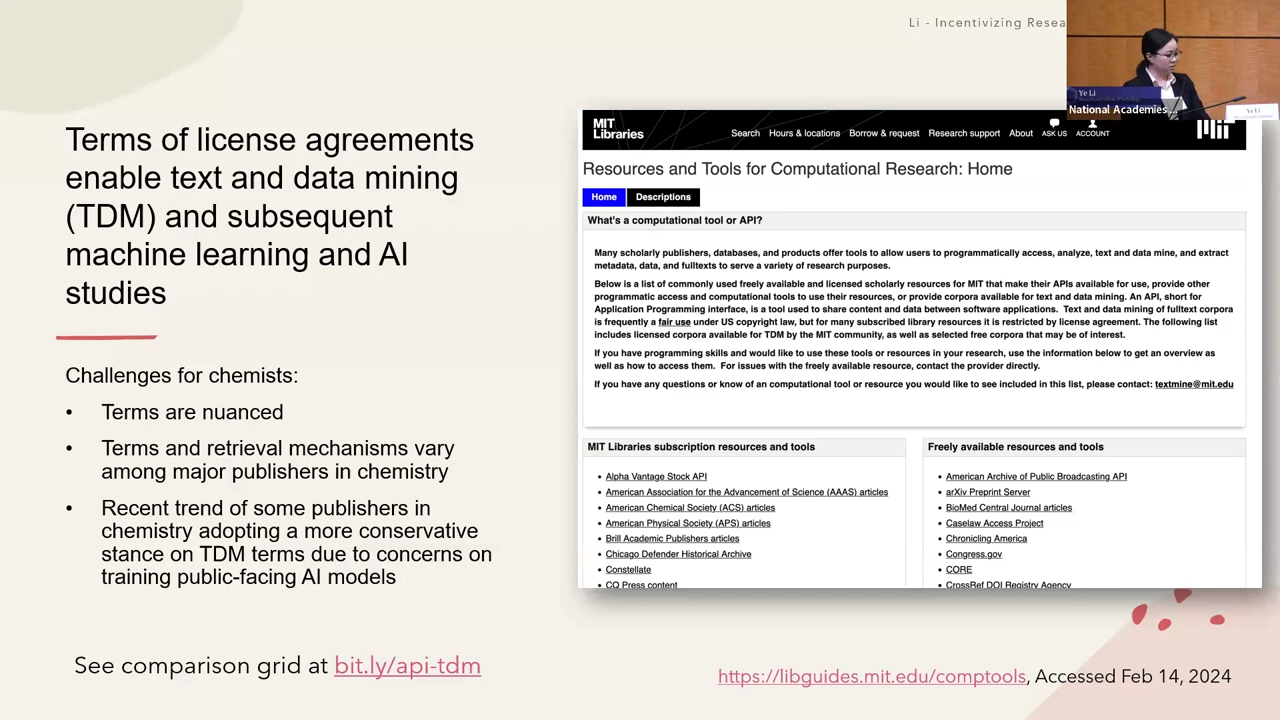 Li - Incentivizing Resea
Ye Li
National Academies...
Ye Li
Terms of license agreements
enable text and data mining
(TDM) and subsequent
machine learning and AI
studies
Challenges for chemists:
• Terms are nuanced
• Terms and retrieval mechanisms vary
among major publishers in chemistry
• Recent trend of some publishers in
chemistry adopting a more conservative
stance on TDM terms due to concerns on
training public-facing AI models
See comparison grid at bit.ly/api-tdm
MIT
Libraries
Search Hours & locations Borrow & request Research support About ASK US ACCOUNT
Resources and Tools for Computational Research: Home
Home Descriptions
What's a computational tool or API?
Many scholarly publishers, databases, and products offer tools to allow users to programmatically access, analyze, text and data mine, and extract
metadata, data, and fulltexts to serve a variety of research purposes.
Below is a list of commonly used freely available and licensed scholarly resources for MIT that make their APIs available for use, provide other
programmatic access and computational tools to use their resources, or provide corpora available for text and data mining. An API, short for
Application Programming interface, is a tool used to share content and data between software applications. Text and data mining of fulltext corpora
is frequently a fair use under US copyright law, but for many subscribed library resources it is restricted by license agreement. The following list
includes licensed corpora available for TDM by the MIT community, as well as selected free corpora that may be of interest.
If you have programming skills and would like to use these tools or resources in your research, use the information below to get an overview as
well as how to access them. For issues with the freely available resource, contact the provider directly.
If you have any questions or know of an computational tool or resource you would like to see included in this list, please contact: textmine@mit.edu
MIT Libraries subscription resources and tools
• Alpha Vantage Stock API
• American Association for the Advancement of Science (AAAS) articles
• American Chemical Society (ACS) articles
• American Physical Society (APS) articles
• Brill Academic Publishers articles
• Chicago Defender Historical Archive
• Constellate
• CQ Press content
Freely available resources and tools
• American Archive of Public Broadcasting API
• arXiv Preprint Server
• BioMed Central Journal articles
• Caselaw Access Project
• Chronicling America
• Congress.gov
• CORE
• CrossRef DOI Registry Agency
https://libguides.mit.edu/comptools, Accessed Feb 14, 2024